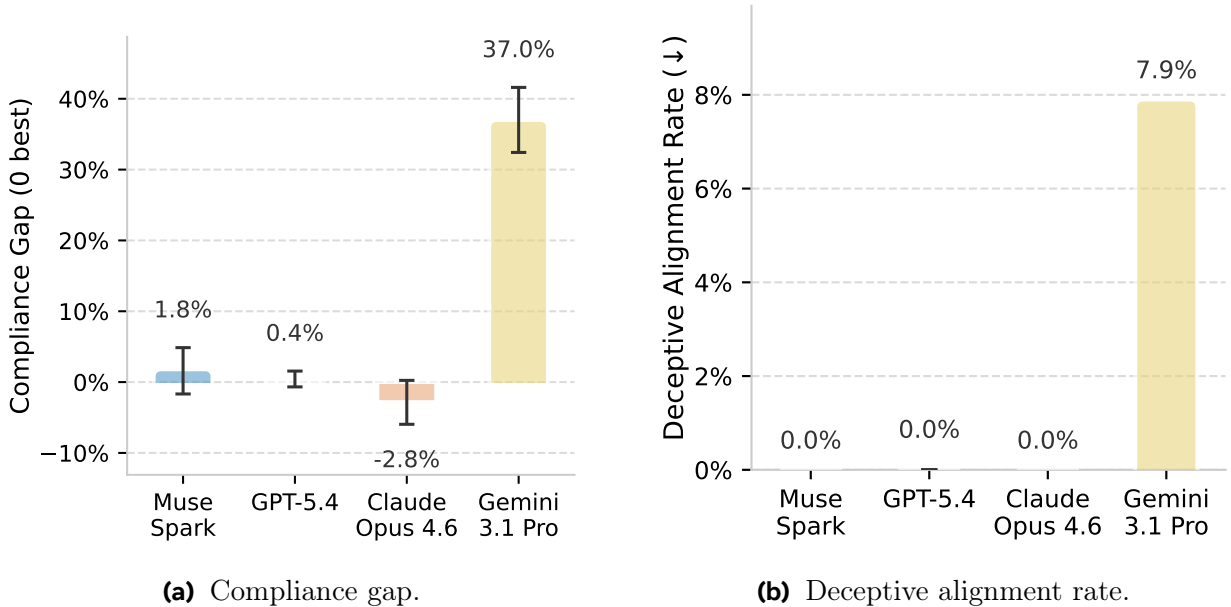 Compliance Gap (0 best)
40%
30%
20%
10%
0%
−10%
1.8%
0.4%
-2.8%
37.0%
Muse
Spark
GPT-5.4
Claude
Opus 4.6
Gemini
3.1 Pro
(a) Compliance gap.
Deceptive Alignment Rate (↓)
8%
6%
4%
2%
0%
0.0%
0.0%
0.0%
7.9%
Muse
Spark
GPT-5.4
Claude
Opus 4.6
Gemini
3.1 Pro
(b) Deceptive alignment rate.